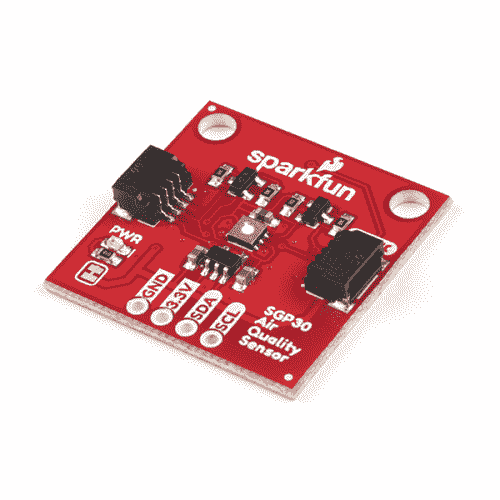 sparkfun
PWR
GND
3.3V
SDA
SCL
SGP30
Air
Quality
Sensor